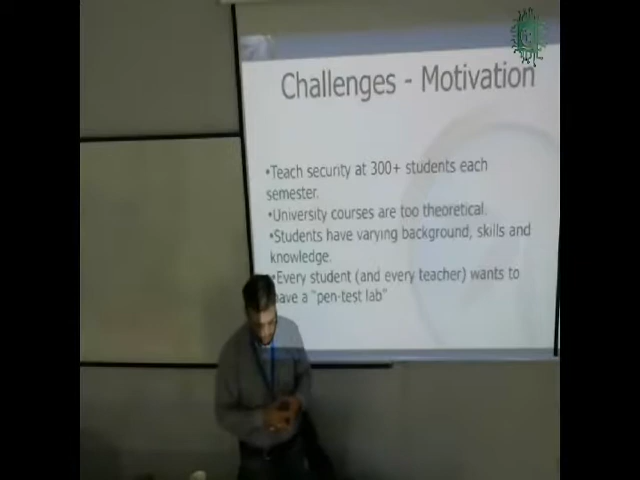 Challenges - Motivation
•Teach security at 300+ students each
semester.
•University courses are too theoretical.
•Students have varying background, skills and
knowledge.
•Every student (and every teacher) wants to
have a "pen-test lab"